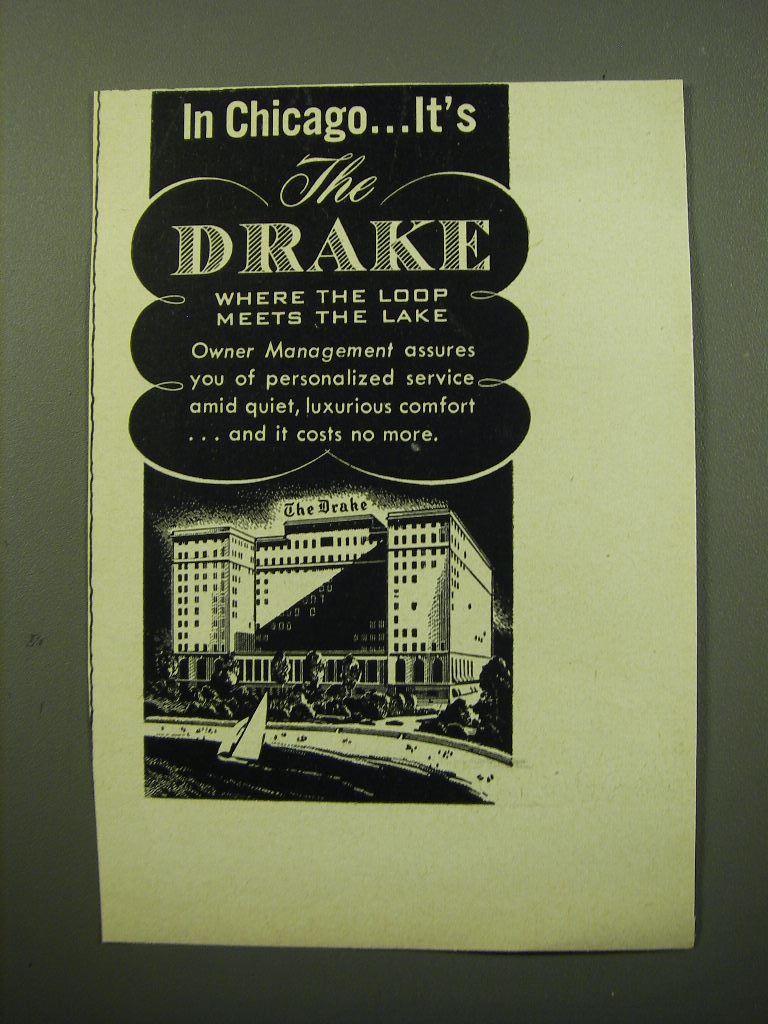 In Chicago...It's
The
DRAKE
WHERE THE LOOP
MEETS THE LAKE
Owner Management assures
you of personalized service
amid quiet, luxurious comfort
... and it costs no more.
The Drake